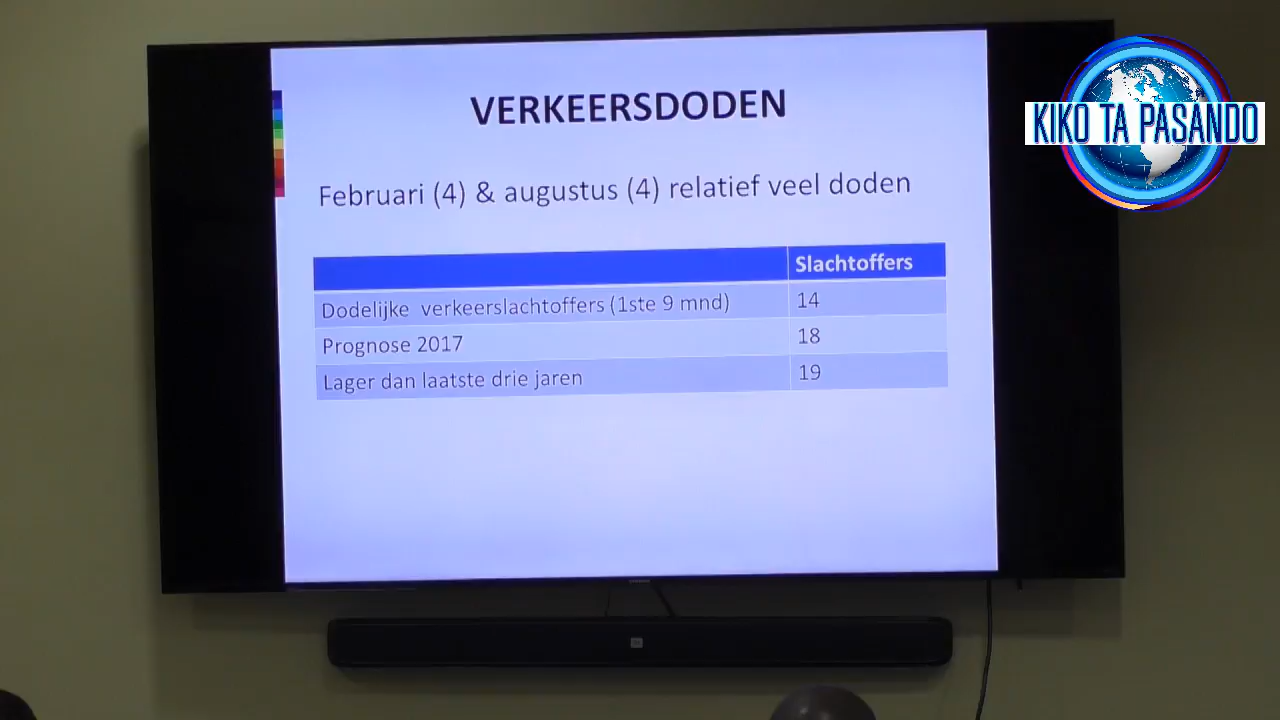 VERKEERSDODEN
KIKO TA PASANDO
Februari (4) & augustus (4) relatief veel doden
Slachtoffers
Dodelijke verkeerslachtoffers (1ste 9 mnd) 14
Prognose 2017 18
Lager dan laatste drie jaren 19